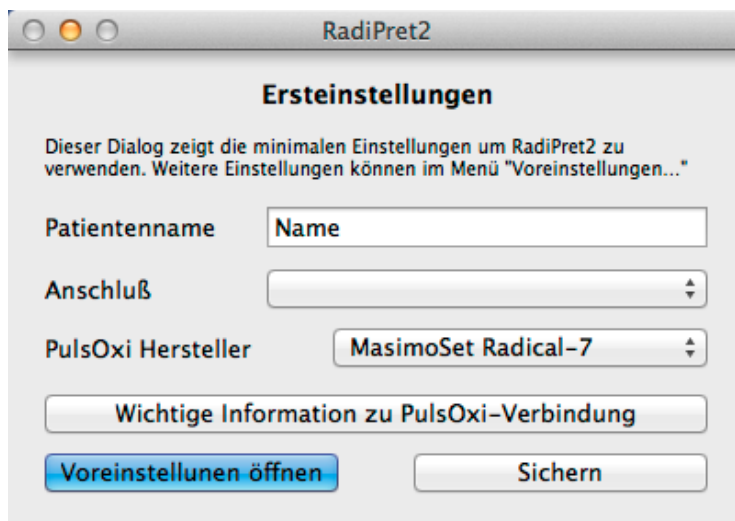 RadiPret2
Ersteinstellungen
Dieser Dialog zeigt die minimalen Einstellungen um RadiPret2 zu
verwenden. Weitere Einstellungen können im Menü "Voreinstellungen..."
Patientenname
Name
Anschluß
PulsOxi Hersteller
MasimoSet Radical-7
Wichtige Information zu PulsOxi-Verbindung
Voreinstellunen öffnen
Sichern